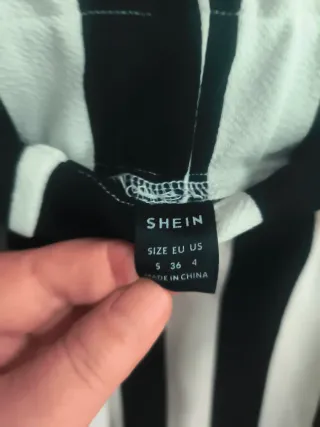 SHEIN
SIZE EU US
S 36 4
MADE IN CHINA